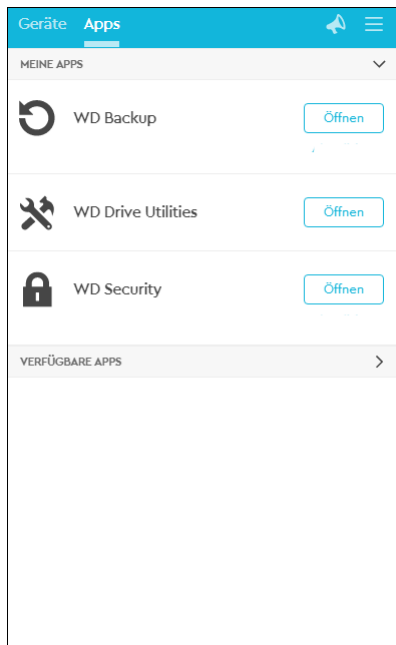 Geräte Apps
MEINE APPS
WD Backup Öffnen
WD Drive Utilities Öffnen
WD Security Öffnen
VERFÜGBARE APPS